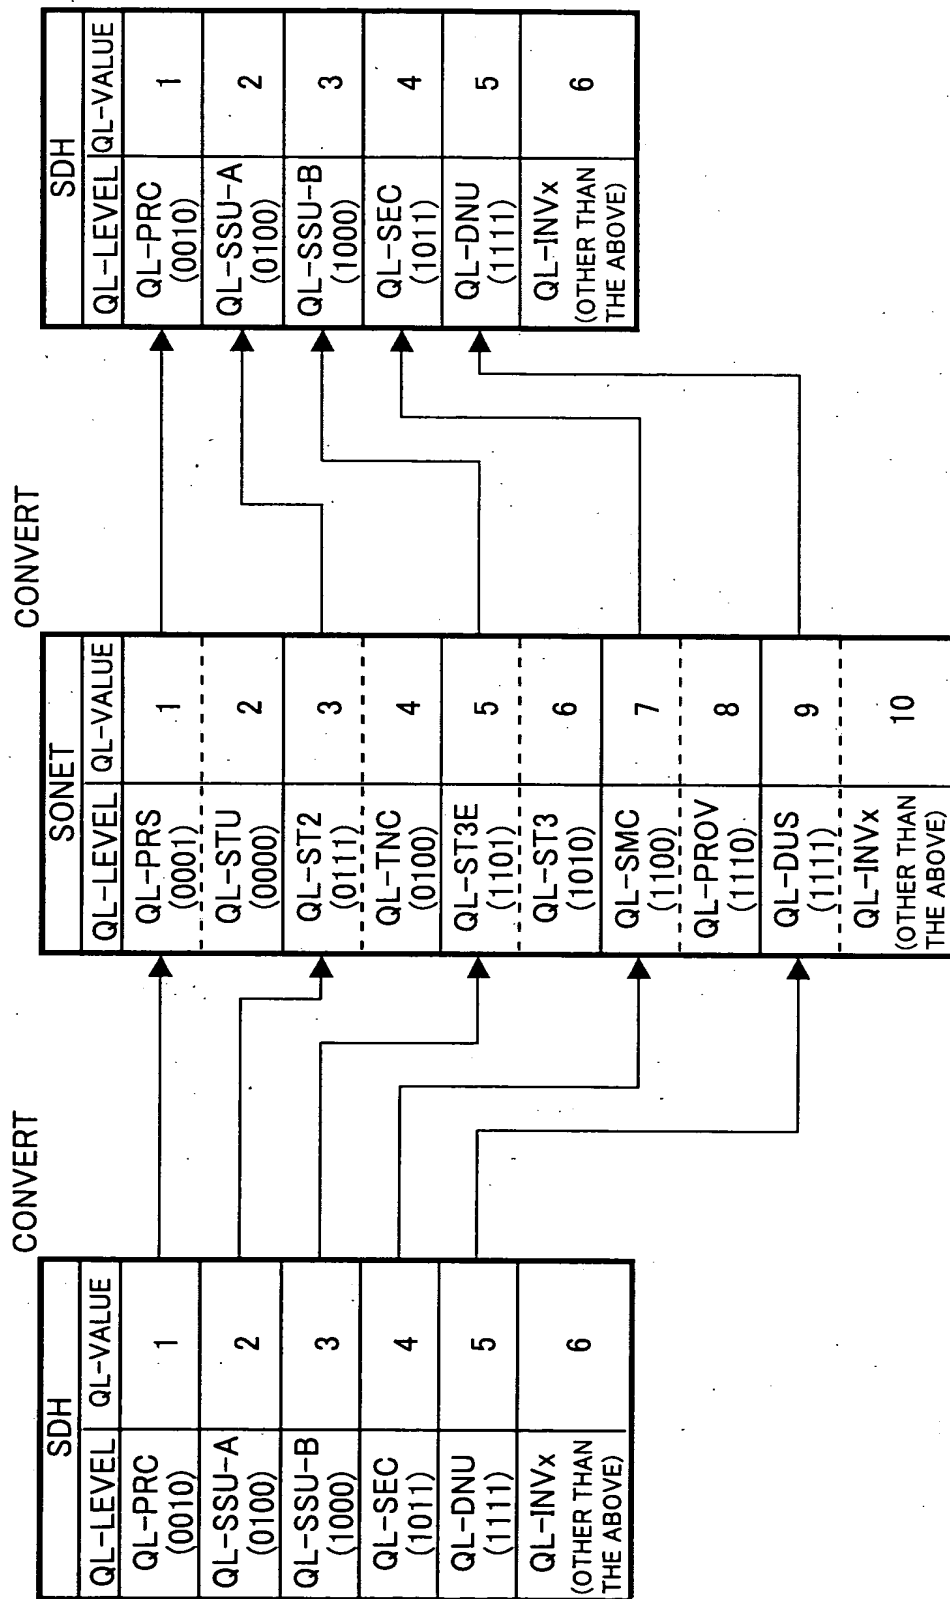 CONVERT
CONVERT
SDH
QL-LEVEL QL-VALUE
QL-PRC
(0010)
1
QL-SSU-A
(0100)
2
QL-SSU-B
(1000)
3
QL-SEC
(1011)
4
QL-DNU
(1111)
5
QL-INVx
(OTHER THAN
THE ABOVE)
6
SONET
QL-LEVEL QL-VALUE
QL-PRS
(0001)
1
QL-STU
(0000)
2
QL-ST2
(0111)
3
QL-TNC
(0100)
4
QL-ST3E
(1101)
5
QL-ST3
(1010)
6
QL-SMC
(1100)
7
QL-PROV
(1110)
8
QL-DUS
(1111)
9
QL-INVx
(OTHER THAN
THE ABOVE)
10
SDH
QL-LEVEL QL-VALUE
QL-PRC
(0010)
1
QL-SSU-A
(0100)
2
QL-SSU-B
(1000)
3
QL-SEC
(1011)
4
QL-DNU
(1111)
5
QL-INVx
(OTHER THAN
THE ABOVE)
6